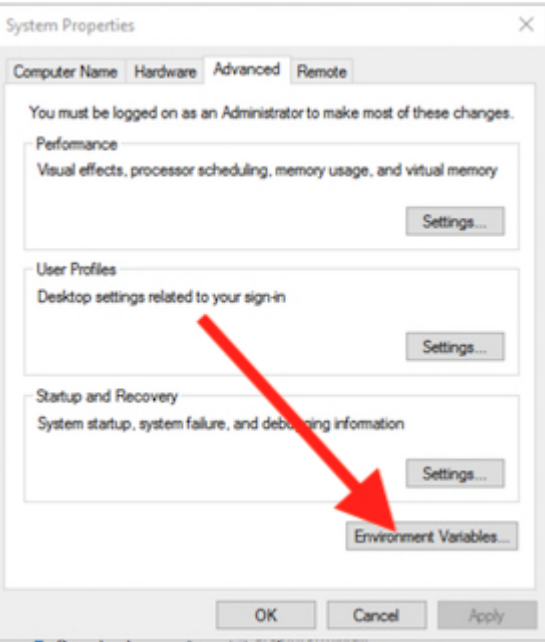 System Properties
Computer Name Hardware Advanced Remote
You must be logged on as an Administrator to make most of these changes.
Performance
Visual effects, processor scheduling, memory usage, and virtual memory
Settings...
User Profiles
Desktop settings related to your sign-in
Settings...
Startup and Recovery
System startup, system failure, and debugging information
Settings...
Environment Variables...
OK Cancel Apply